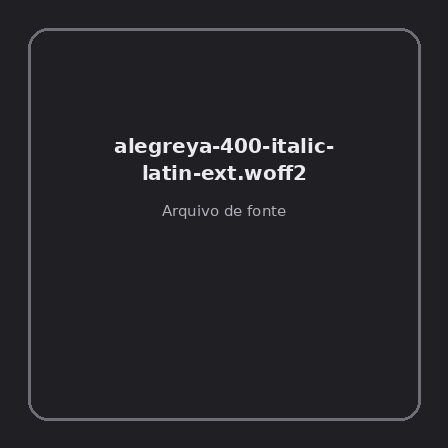 alegreya-400-italic-
latin-ext.woff2
Arquivo de fonte